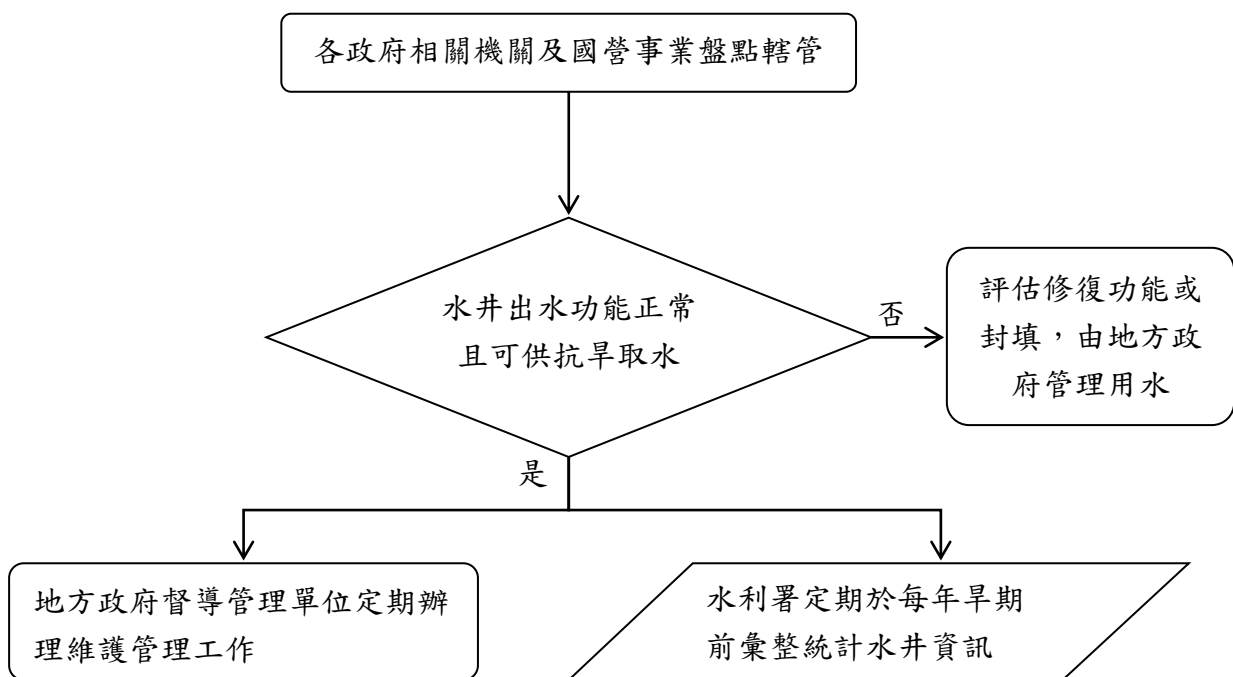 各政府相關機關及國營事業盤點轄管
水井出水功能正常
且可供抗旱取水
否
評估修復功能或
封填，由地方政
府管理用水
是
地方政府督導管理單位定期辦
理維護管理工作
水利署定期於每年旱期
前彙整統計水井資訊